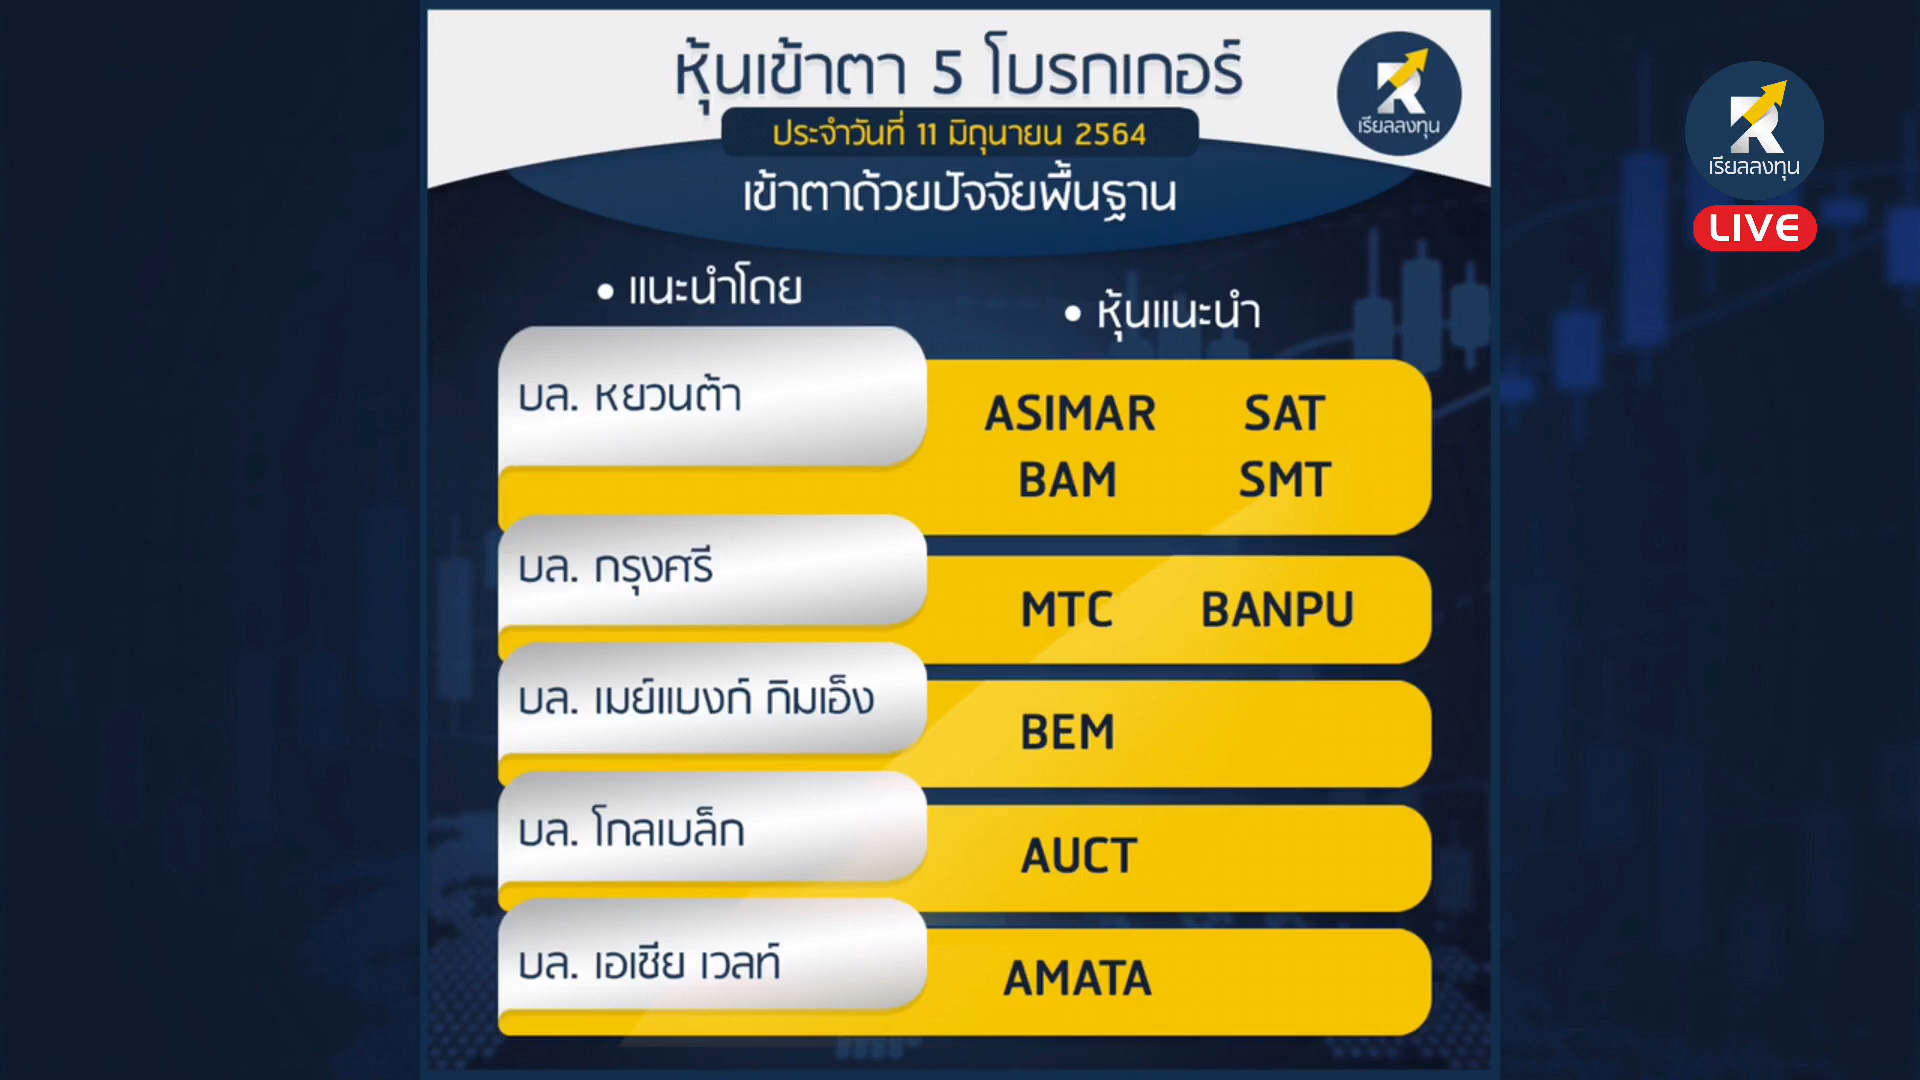 หุ้นเข้าตา 5 โบรกเกอร์
ประจำวันที่ 11 มิถุนายน 2564
เข้าตาด้วยปัจจัยพื้นฐาน
เรียลลงทุน
เรียลลงทุน
LIVE
• แนะนำโดย
• หุ้นแนะนำ
บล. หยวนต้า
ASIMAR SAT
BAM SMT
บล. กรุงศรี
MTC BANPU
บล. เมย์แบงก์ กิมเอ็ง
BEM
บล. โกลเบล็ก
AUCT
บล. เอเชีย เวลท์
AMATA